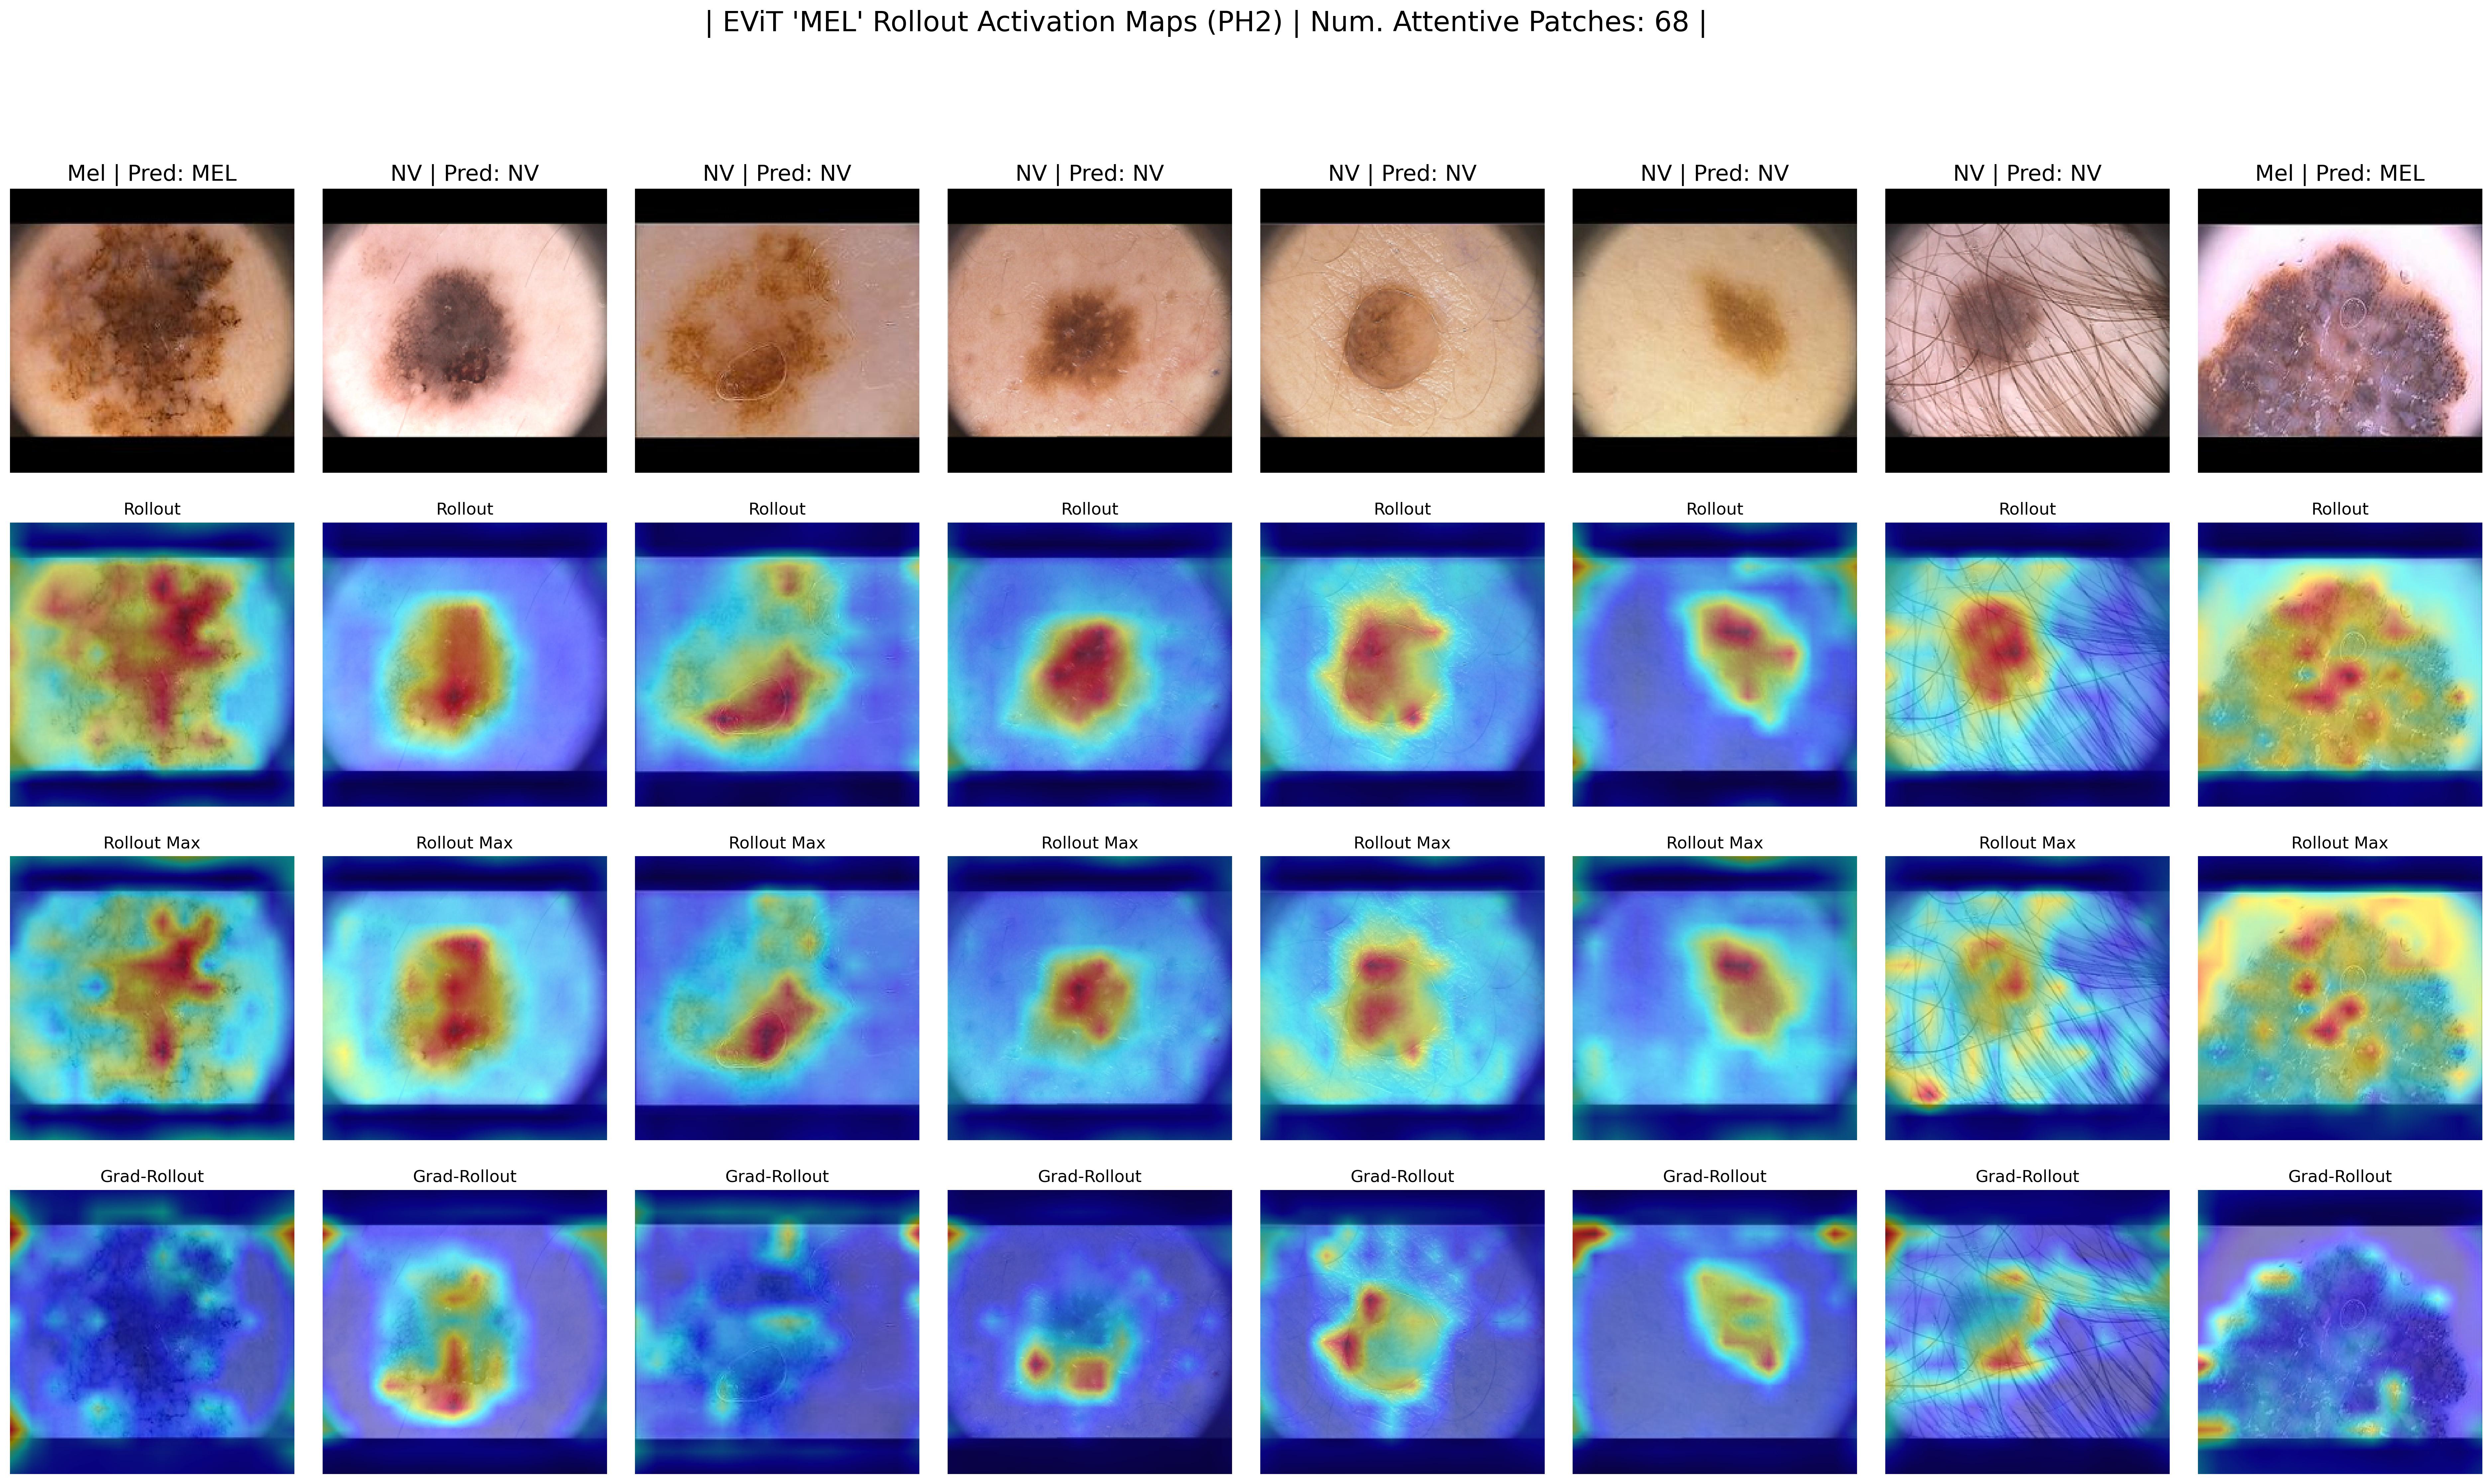 | EViT 'MEL' Rollout Activation Maps (PH2) | Num. Attentive Patches: 68 |
Mel | Pred: MEL
NV | Pred: NV
NV | Pred: NV
NV | Pred: NV
NV | Pred: NV
NV | Pred: NV
NV | Pred: NV
Mel | Pred: MEL
Rollout
Rollout
Rollout
Rollout
Rollout
Rollout
Rollout
Rollout
Rollout Max
Rollout Max
Rollout Max
Rollout Max
Rollout Max
Rollout Max
Rollout Max
Rollout Max
Grad-Rollout
Grad-Rollout
Grad-Rollout
Grad-Rollout
Grad-Rollout
Grad-Rollout
Grad-Rollout
Grad-Rollout